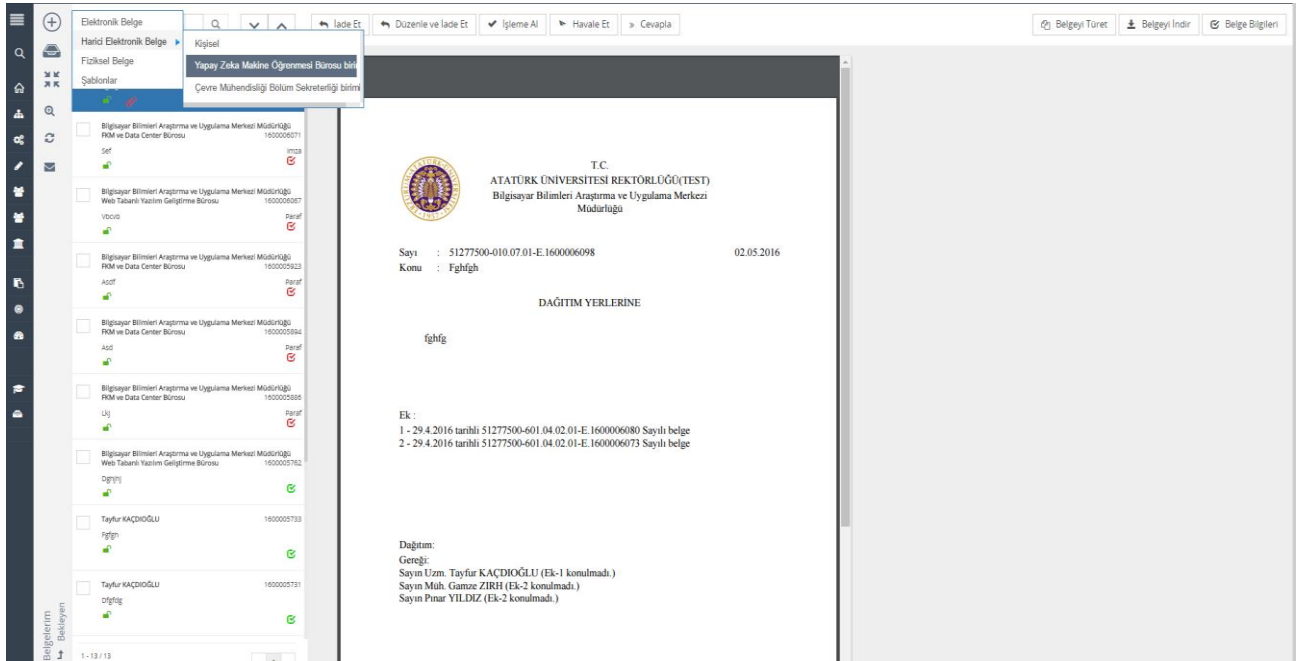 Elektronik Belge
Harici Elektronik Belge
Fiziksel Belge
Şablonlar
Kişisel
Yapay Zeka Makine Öğrenmesi Bürosu biri
Çevre Mühendisliği Bölüm Sekreterliği biriml
İade Et
Düzenle ve İade Et
İşleme Al
Havale Et
» Cevapla
Belgeyi Türet
Belgeyi İndir
Belge Bilgileri
Bilgisayar Bilimleri Araştırma ve Uygulama Merkezi Müdürlüğü
FKM ve Data Center Bürosu 1600006071
Sef İmza
Bilgisayar Bilimleri Araştırma ve Uygulama Merkezi Müdürlüğü
Web Tabanlı Yazılım Geliştirme Bürosu 1600006067
Vbcvb Paraf
Bilgisayar Bilimleri Araştırma ve Uygulama Merkezi Müdürlüğü
FKM ve Data Center Bürosu 1600005923
Asdf Paraf
Bilgisayar Bilimleri Araştırma ve Uygulama Merkezi Müdürlüğü
FKM ve Data Center Bürosu 1600005894
Asd Paraf
Bilgisayar Bilimleri Araştırma ve Uygulama Merkezi Müdürlüğü
FKM ve Data Center Bürosu 1600005886
Lkj Paraf
Bilgisayar Bilimleri Araştırma ve Uygulama Merkezi Müdürlüğü
Web Tabanlı Yazılım Geliştirme Bürosu 1600005762
Dgnjnj
Tayfur KAÇDIOĞLU 1600005733
Fgfgn
Tayfur KAÇDIOĞLU 1600005731
Dfgfdg
1 - 13 / 13
Belgelerim
Bekleyen
T.C.
ATATÜRK ÜNİVERSİTESİ REKTÖRLÜĞÜ(TEST)
Bilgisayar Bilimleri Araştırma ve Uygulama Merkezi
Müdürlüğü
Sayı : 51277500-010.07.01-E.1600006098 02.05.2016
Konu : Fghfgh
DAĞITIM YERLERİNE
fghfg
Ek :
1 - 29.4.2016 tarihli 51277500-601.04.02.01-E.1600006080 Sayılı belge
2 - 29.4.2016 tarihli 51277500-601.04.02.01-E.1600006073 Sayılı belge
Dağıtım:
Gereği:
Sayın Uzm. Tayfur KAÇDIOĞLU (Ek-1 konulmadı.)
Sayın Müh. Gamze ZIRH (Ek-2 konulmadı.)
Sayın Pınar YILDIZ (Ek-2 konulmadı.)